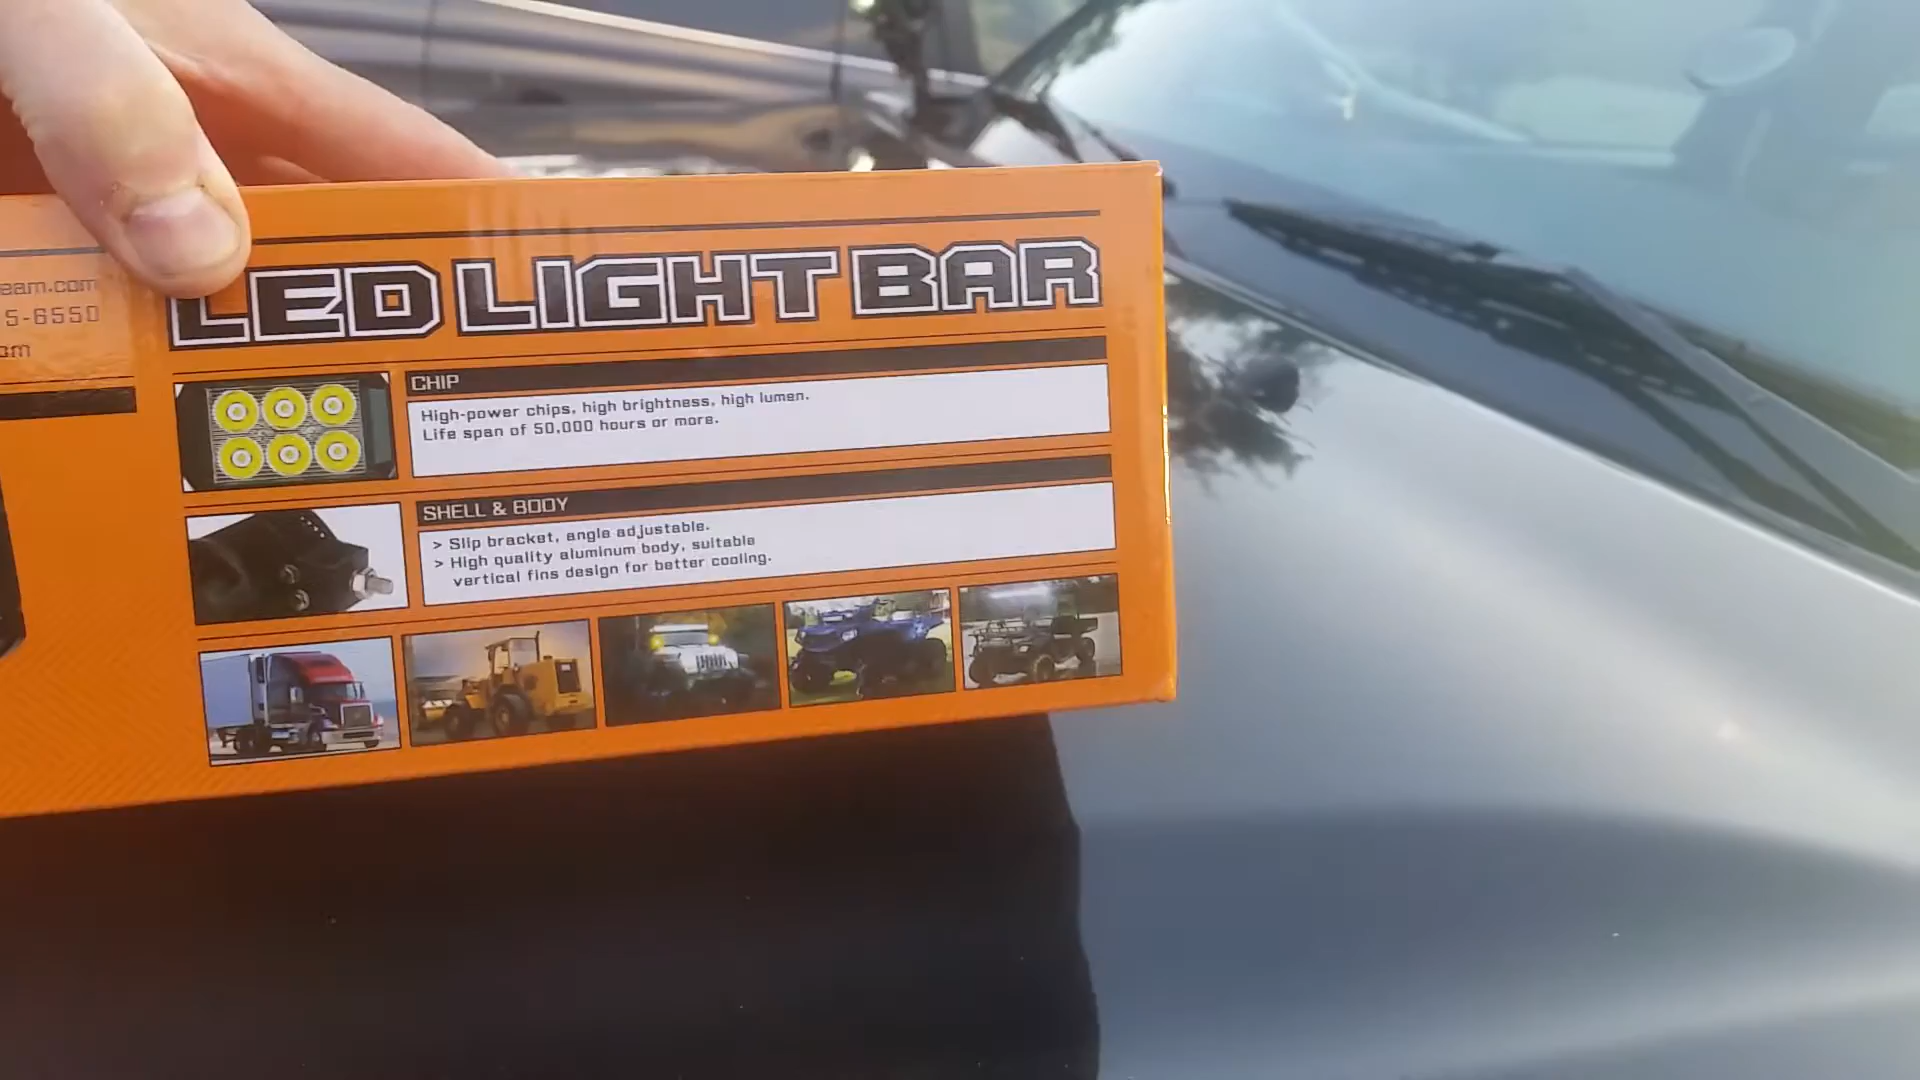 eam.com
5-6550
om
LED LIGHT BAR
CHIP
High-power chips, high brightness, high lumen.
Life span of 50,000 hours or more.
SHELL & BODY
> Slip bracket, angle adjustable.
> High quality aluminum body, suitable
vertical fins design for better cooling.